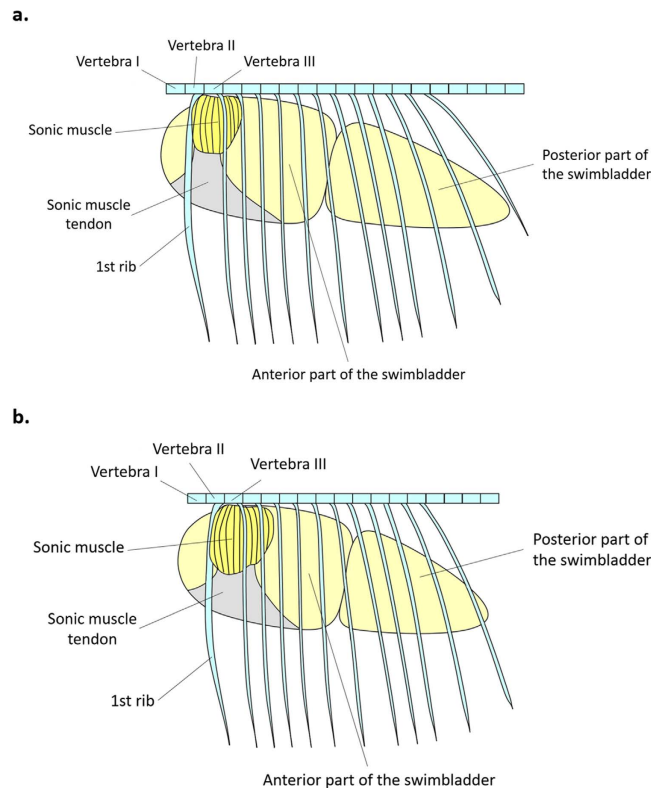 a.
Vertebra II
Vertebra I
Vertebra III
Sonic muscle
Posterior part of
the swimbladder
Sonic muscle
tendon
1st rib
Anterior part of the swimbladder
b.
Vertebra II
Vertebra I
Vertebra III
Sonic muscle
Posterior part of
the swimbladder
Sonic muscle
tendon
1st rib
Anterior part of the swimbladder